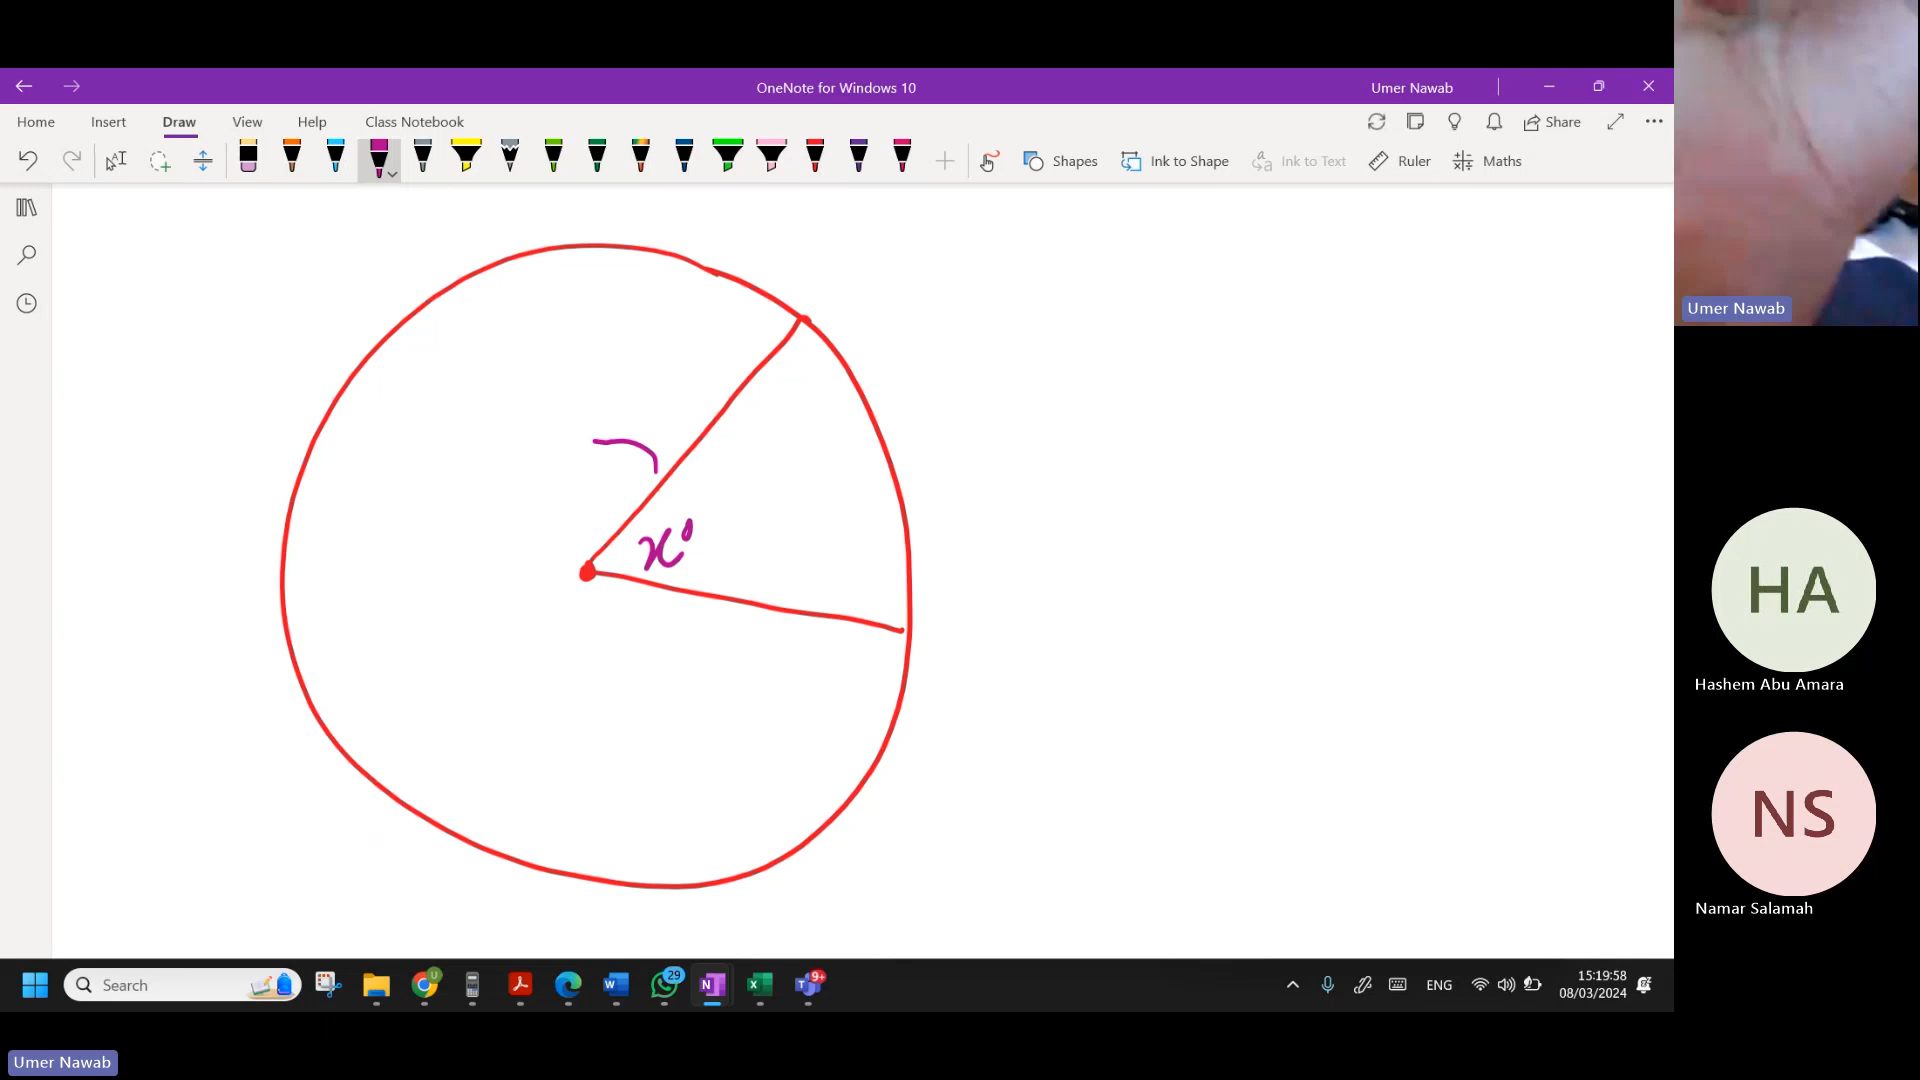 OneNote for Windows 10
Umer Nawab
Home Insert Draw View Help Class Notebook
Share
Shapes Ink to Shape Ink to Text Ruler Maths
Umer Nawab
x°
HA
Hashem Abu Amara
NS
Namar Salamah
Search
U
W
29
N
X
T
9+
ENG
15:19:58
08/03/2024
Umer Nawab